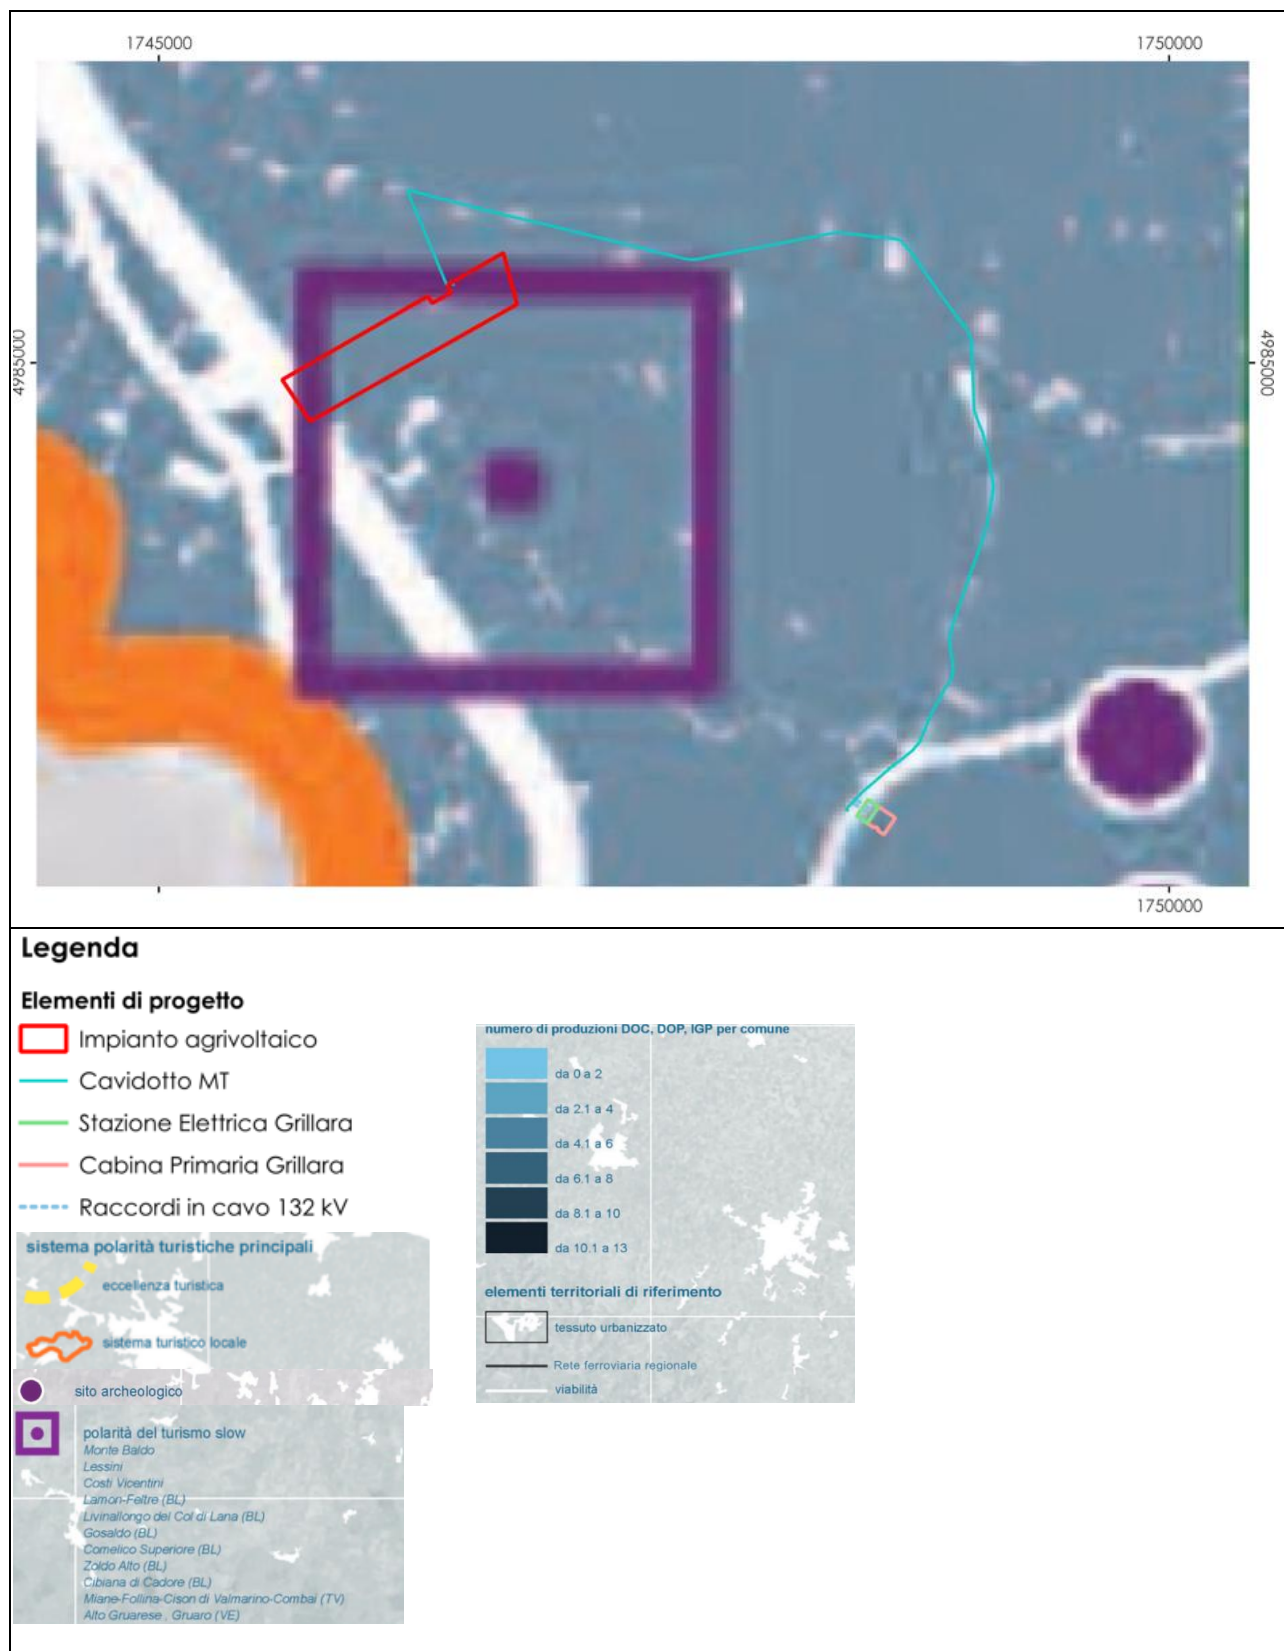 1745000
1750000
4985000
4985000
1750000
Legenda
Elementi di progetto
Impianto agrivoltaico
Cavidotto MT
Stazione Elettrica Grillara
Cabina Primaria Grillara
Raccordi in cavo 132 kV
sistema polarità turistiche principali
eccellenza turistica
sistema turistico locale
sito archeologico
polarità del turismo slow
Monte Baldo
Lessini
Costi Vicentini
Lamon-Feltre (BL)
Livinallongo del Col di Lana (BL)
Gosaldo (BL)
Comelico Superiore (BL)
Zoldo Alto (BL)
Cibiana di Cadore (BL)
Miane-Follina-Cison di Valmarino-Combai (TV)
Alto Gruarese , Gruaro (VE)
numero di produzioni DOC, DOP, IGP per comune
da 0 a 2
da 2.1 a 4
da 4.1 a 6
da 6.1 a 8
da 8.1 a 10
da 10.1 a 13
elementi territoriali di riferimento
tessuto urbanizzato
Rete ferroviaria regionale
viabilità